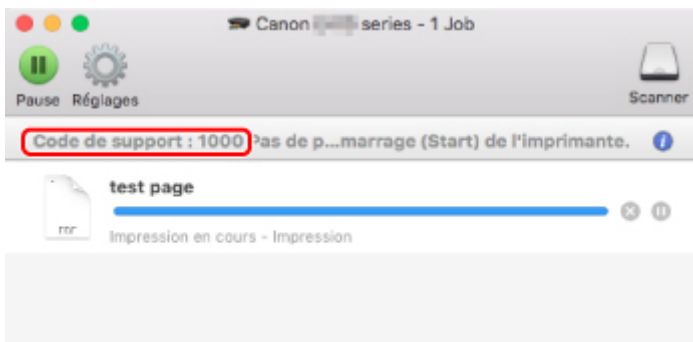 Canon series - 1 Job
Pause Réglages Scanner
Code de support : 1000 Pas de p...marrage (Start) de l'imprimante.
test page
Impression en cours - Impression